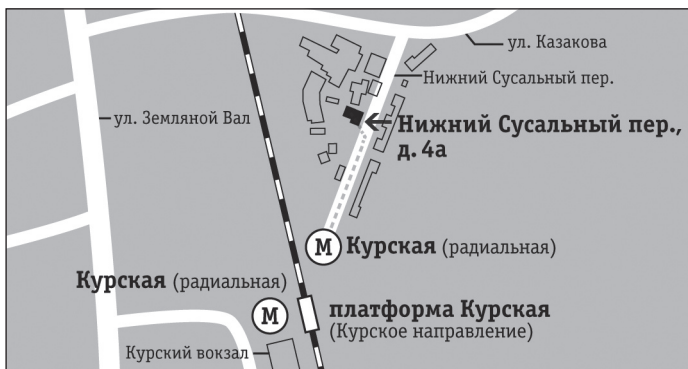 ул. Казакова
Нижний Сусальный пер.
ул. Земляной Вал
Нижний Сусальный пер.,
д. 4а
М Курская (радиальная)
Курская (радиальная)
М
платформа Курская
(Курское направление)
Курский вокзал